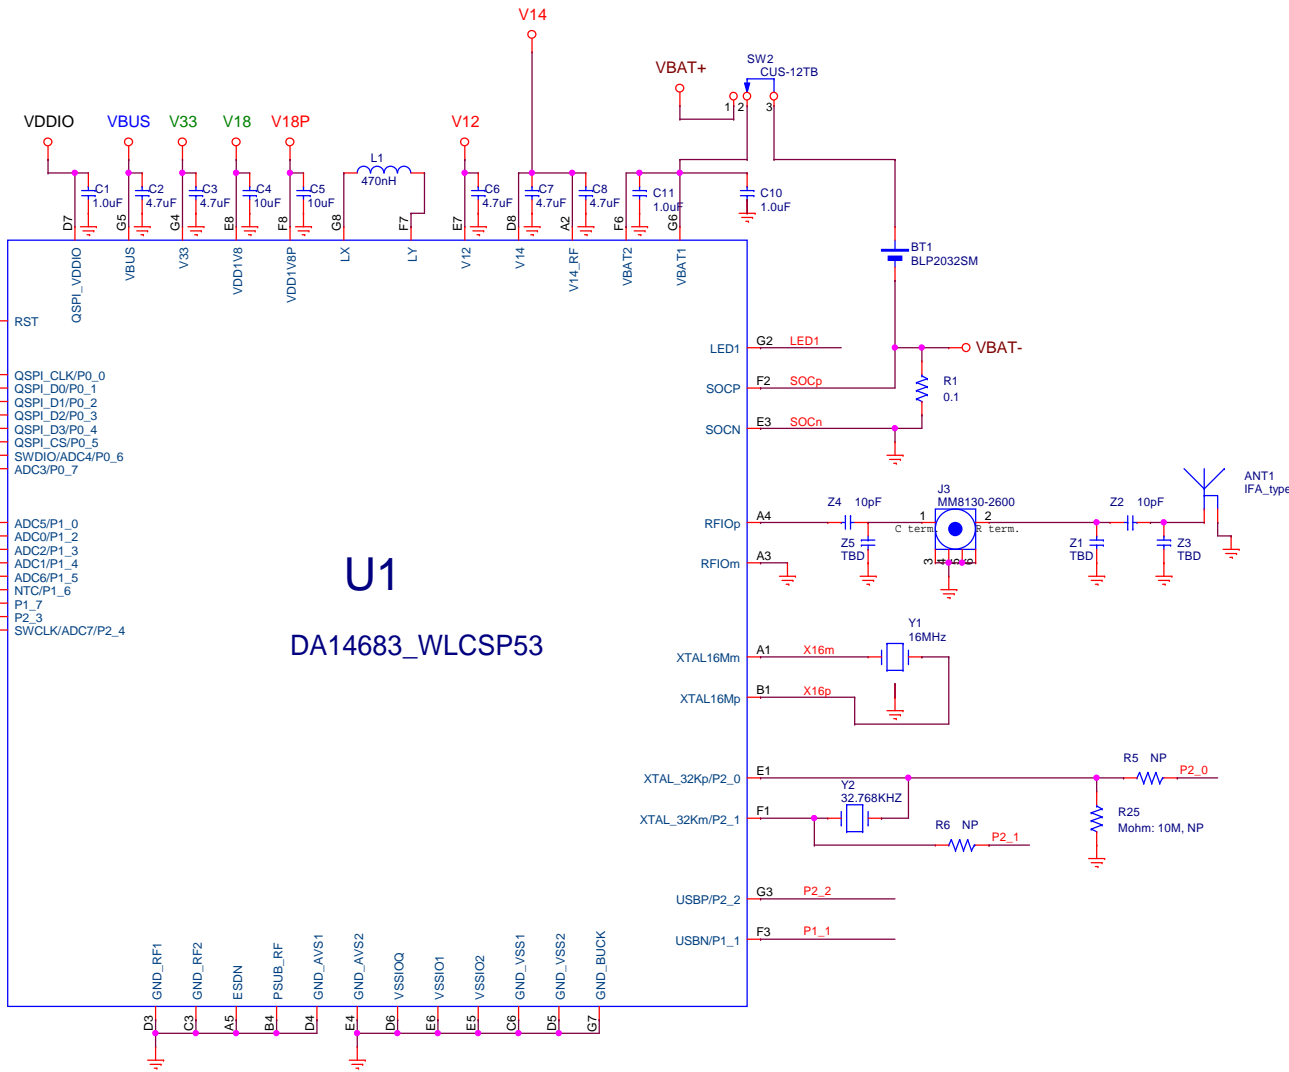 V14
VBAT+
SW2
CUS-12TB
1
2
3
VDDIO
VBUS
V33
V18
V18P
V12
L1
470nH
C1
1.0uF
C2
4.7uF
C3
4.7uF
C4
10uF
C5
10uF
C6
4.7uF
C7
4.7uF
C8
4.7uF
C11
1.0uF
C10
1.0uF
D7
G5
G4
E8
F8
G8
F7
E7
D8
A2
F6
G6
QSPI_VDDIO
VBUS
V33
VDD1V8
VDD1V8P
LX
LY
V12
V14
V14_RF
VBAT2
VBAT1
BT1
BLP2032SM
RST
LED1
G2
LED1
VBAT-
QSPI_CLK/P0_0
QSPI_D0/P0_1
QSPI_D1/P0_2
QSPI_D2/P0_3
QSPI_D3/P0_4
QSPI_CS/P0_5
SWDIO/ADC4/P0_6
ADC3/P0_7
SOCP
F2
SOCp
R1
0.1
SOCN
E3
SOCn
ADC5/P1_0
ADC0/P1_2
ADC2/P1_3
ADC1/P1_4
ADC6/P1_5
NTC/P1_6
P1_7
P2_3
SWCLK/ADC7/P2_4
RFIOp
A4
Z4
10pF
Z5
TBD
J3
MM8130-2600
1
2
C term.
R term.
3
4
5
6
Z1
TBD
Z2
10pF
Z3
TBD
ANT1
IFA_type
RFIOm
A3
U1
DA14683_WLCSP53
XTAL16Mm
A1
X16m
Y1
16MHz
XTAL16Mp
B1
X16p
XTAL_32Kp/P2_0
E1
R5
NP
P2_0
Y2
32.768KHZ
XTAL_32Km/P2_1
F1
R6
NP
P2_1
R25
Mohm: 10M, NP
USBP/P2_2
G3
P2_2
USBN/P1_1
F3
P1_1
GND_RF1
GND_RF2
ESDN
PSUB_RF
GND_AVS1
GND_AVS2
VSSIOQ
VSSIO1
VSSIO2
GND_VSS1
GND_VSS2
GND_BUCK
D3
C3
A5
B4
D4
E4
D6
E6
E5
C6
D5
G7